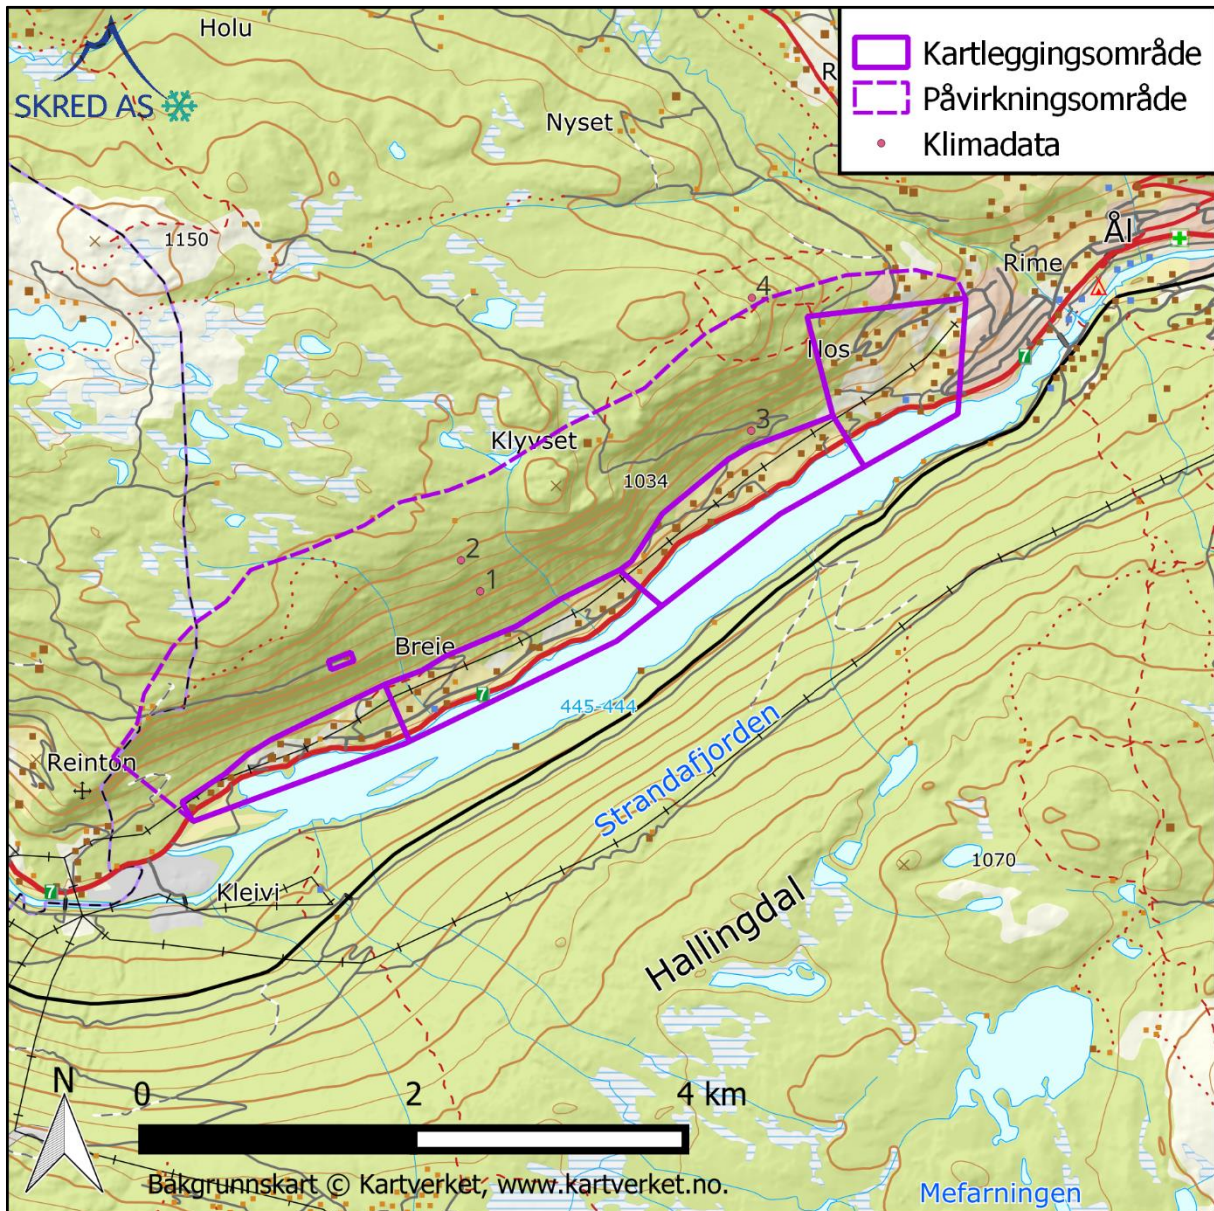 Holu
SKRED AS
Nyset
R
Kartleggingsområde
Påvirkningsområde
Klimadata
1150
Ål
Rime
4
Nos
7
3
Klyvset
1034
2
1
Breie
7
445-444
Reinton
Strandafjorden
Kleivi
7
1070
Hallingdal
N
0 2 4 km
Bakgrunnskart © Kartverket, www.kartverket.no.
Mefarningen